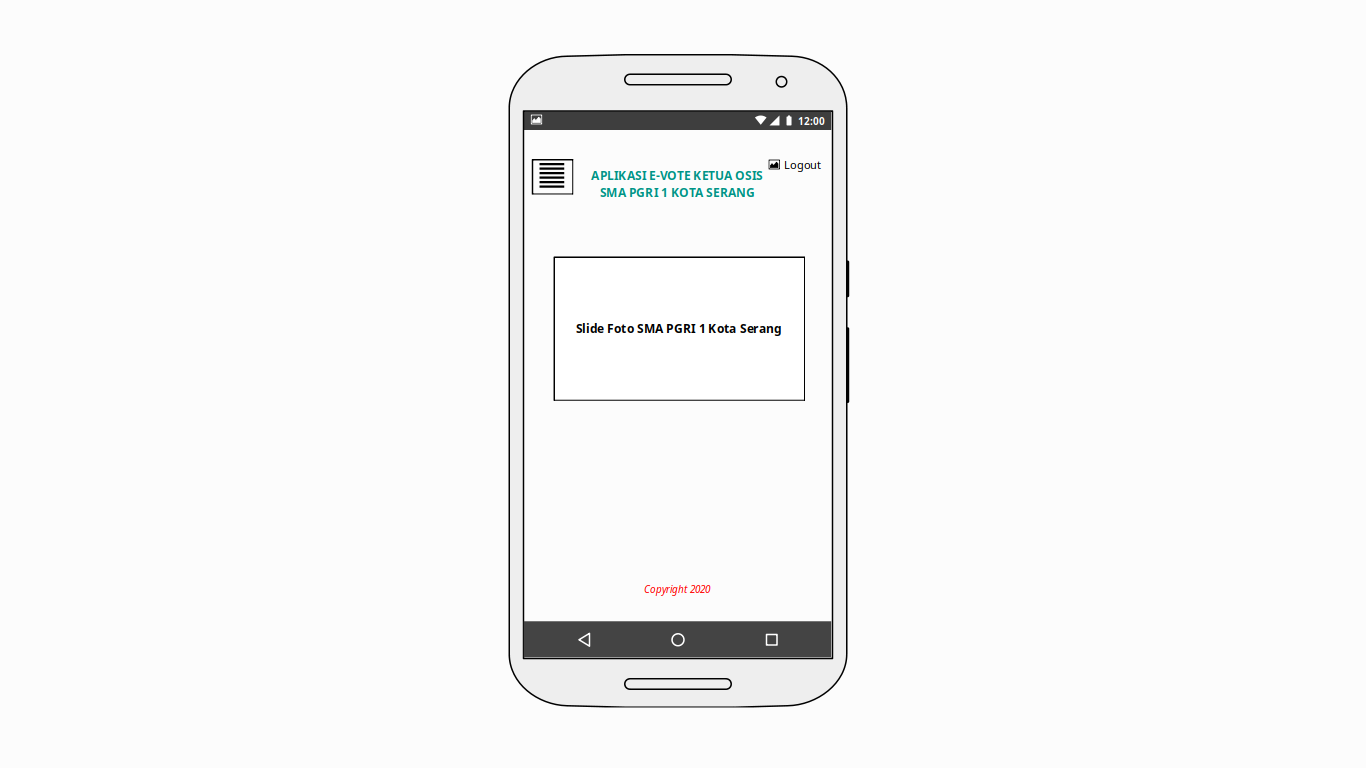 12:00
Logout
APLIKASI E-VOTE KETUA OSIS
SMA PGRI 1 KOTA SERANG
Slide Foto SMA PGRI 1 Kota Serang
Copyright 2020